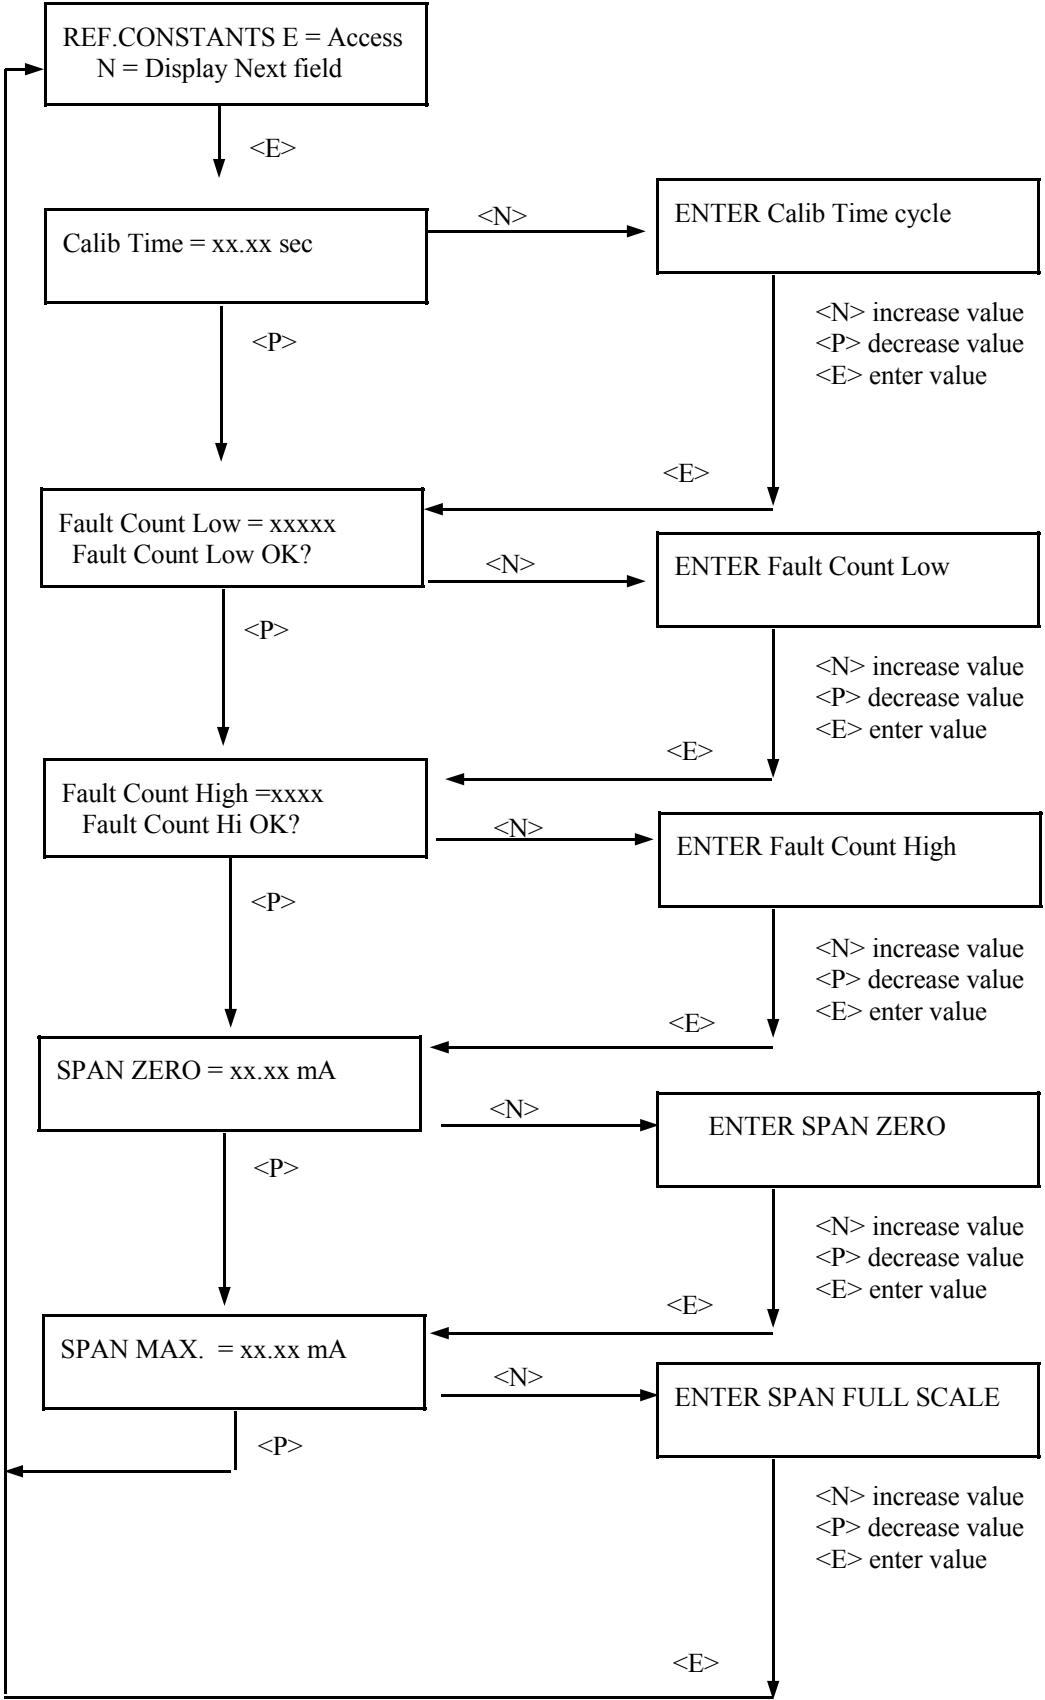 REF.CONSTANTS E = Access
N = Display Next field
<E>
Calib Time = xx.xx sec
<N>
ENTER Calib Time cycle
<N> increase value
<P> decrease value
<E> enter value
<P>
<E>
Fault Count Low = xxxxx
Fault Count Low OK?
<N>
ENTER Fault Count Low
<P>
<N> increase value
<P> decrease value
<E> enter value
<E>
Fault Count High =xxxx
Fault Count Hi OK?
<N>
ENTER Fault Count High
<P>
<N> increase value
<P> decrease value
<E> enter value
<E>
SPAN ZERO = xx.xx mA
<N>
ENTER SPAN ZERO
<P>
<N> increase value
<P> decrease value
<E> enter value
<E>
SPAN MAX.  = xx.xx mA
<N>
ENTER SPAN FULL SCALE
<P>
<N> increase value
<P> decrease value
<E> enter value
<E>